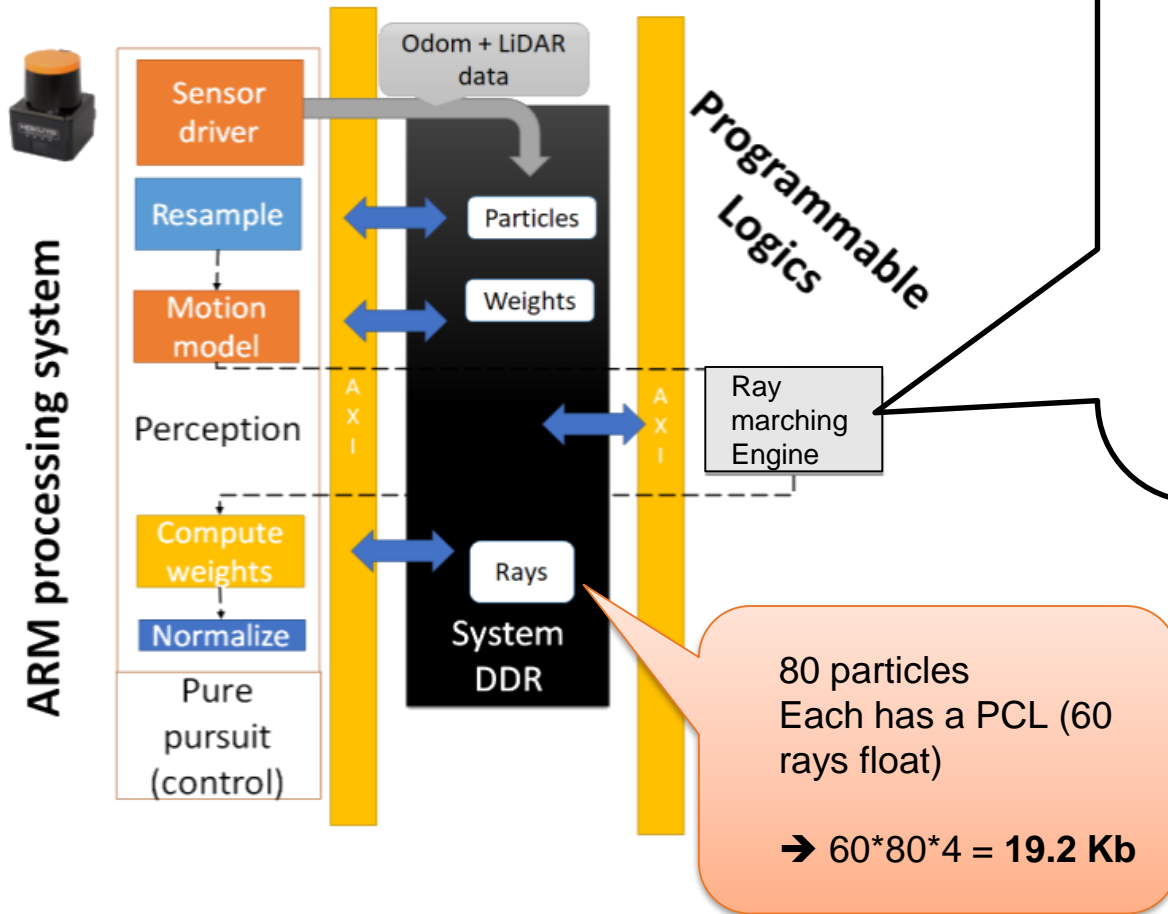 ARM processing system
Sensor
driver
Resample
Motion
model
Perception
Compute
weights
Normalize
Pure
pursuit
(control)
A
X
I
Odom + LiDAR
data
Particles
Weights
Rays
System
DDR
A
X
I
Programmable
Logics
Ray
marching
Engine
80 particles
Each has a PCL (60
rays float)
➔ 60*80*4 = 19.2 Kb